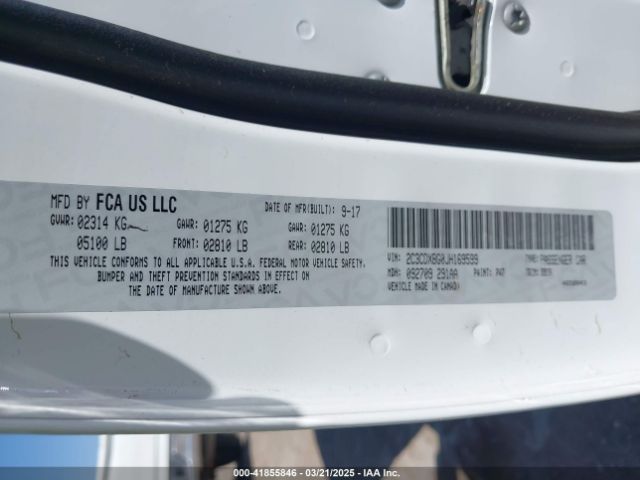 MFD BY FCA US LLC
DATE OF MFR(BUILT): 9-17
GVWR: 02314 KG
GAWR: 01275 KG
GAWR: 01275 KG
05100 LB
FRONT: 02810 LB
REAR: 02810 LB
THIS VEHICLE CONFORMS TO ALL APPLICABLE U.S.A. FEDERAL MOTOR VEHICLE SAFETY,
BUMPER AND THEFT PREVENTION STANDARDS IN EFFECT ON
THE DATE OF MANUFACTURE SHOWN ABOVE.
VIN: 2C3CDXBG0JH169599
TYPE: PASSENGER CAR
MDH: 092709 291AA
PAINT: PW7
VEHICLE MADE IN CANADA
000-41855846 - 03/21/2025 - IAA Inc.